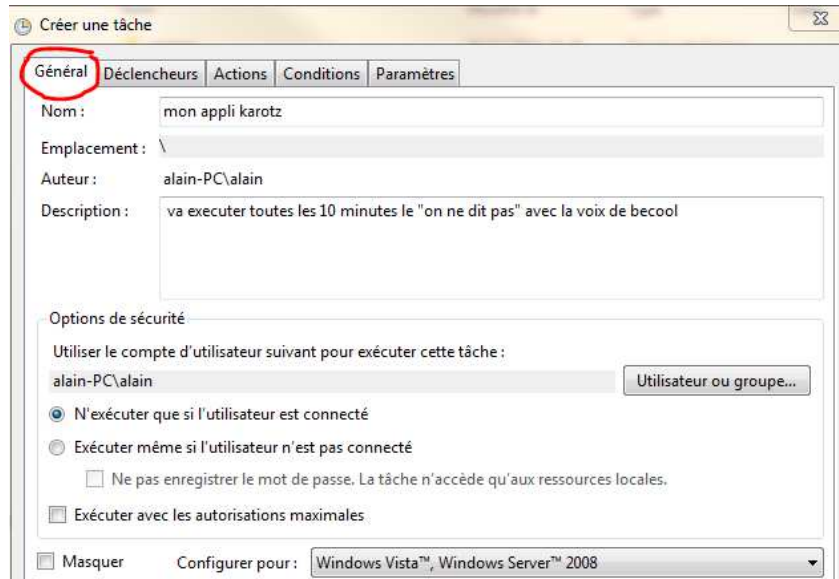 Créer une tâche
Général Déclencheurs Actions Conditions Paramètres
Nom : mon appli karotz
Emplacement : \
Auteur : alain-PC\alain
Description : va executer toutes les 10 minutes le "on ne dit pas" avec la voix de becool
Options de sécurité
Utiliser le compte d'utilisateur suivant pour exécuter cette tâche :
alain-PC\alain Utilisateur ou groupe...
N'exécuter que si l'utilisateur est connecté
Exécuter même si l'utilisateur n'est pas connecté
Ne pas enregistrer le mot de passe. La tâche n'accède qu'aux ressources locales.
Exécuter avec les autorisations maximales
Masquer Configurer pour : Windows Vista™, Windows Server™ 2008